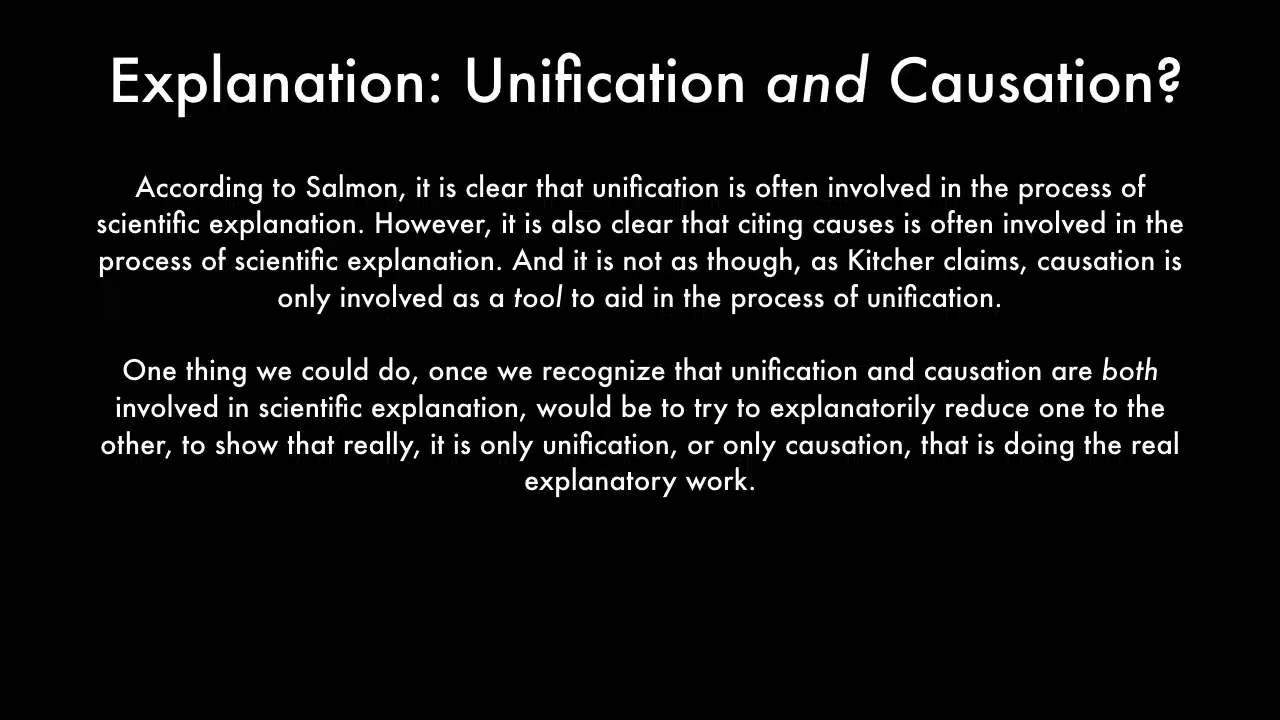 Explanation: Unification and Causation?
According to Salmon, it is clear that unification is often involved in the process of
scientific explanation. However, it is also clear that citing causes is often involved in the
process of scientific explanation. And it is not as though, as Kitcher claims, causation is
only involved as a tool to aid in the process of unification.
One thing we could do, once we recognize that unification and causation are both
involved in scientific explanation, would be to try to explanatorily reduce one to the
other, to show that really, it is only unification, or only causation, that is doing the real
explanatory work.